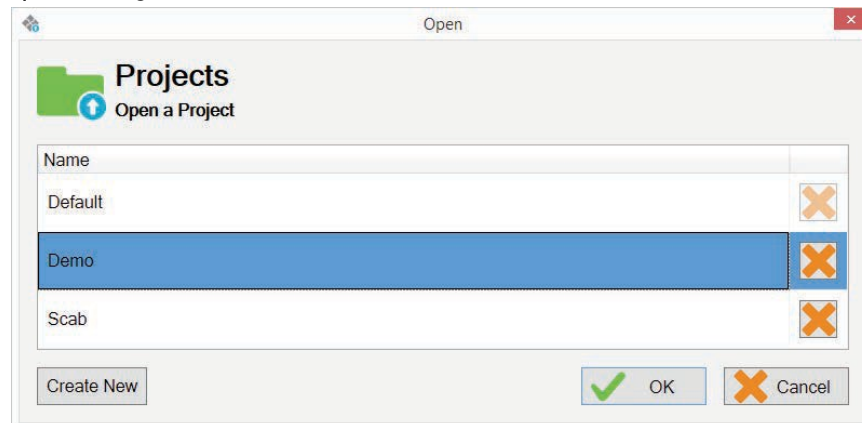 Open
Projects
Open a Project
Name
Default
Demo
Scab
Create New
OK
Cancel